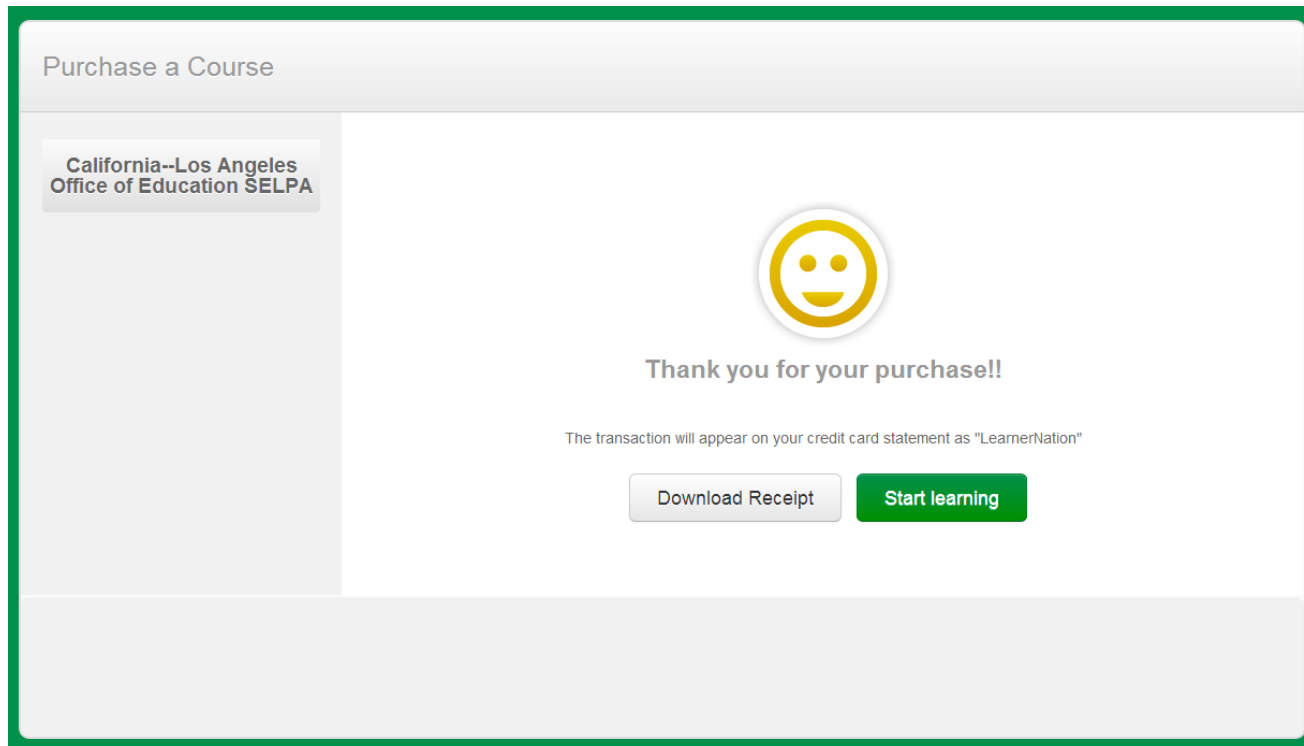 Purchase a Course
California--Los Angeles
Office of Education SELPA
Thank you for your purchase!!
The transaction will appear on your credit card statement as "LearnerNation"
Download Receipt
Start learning